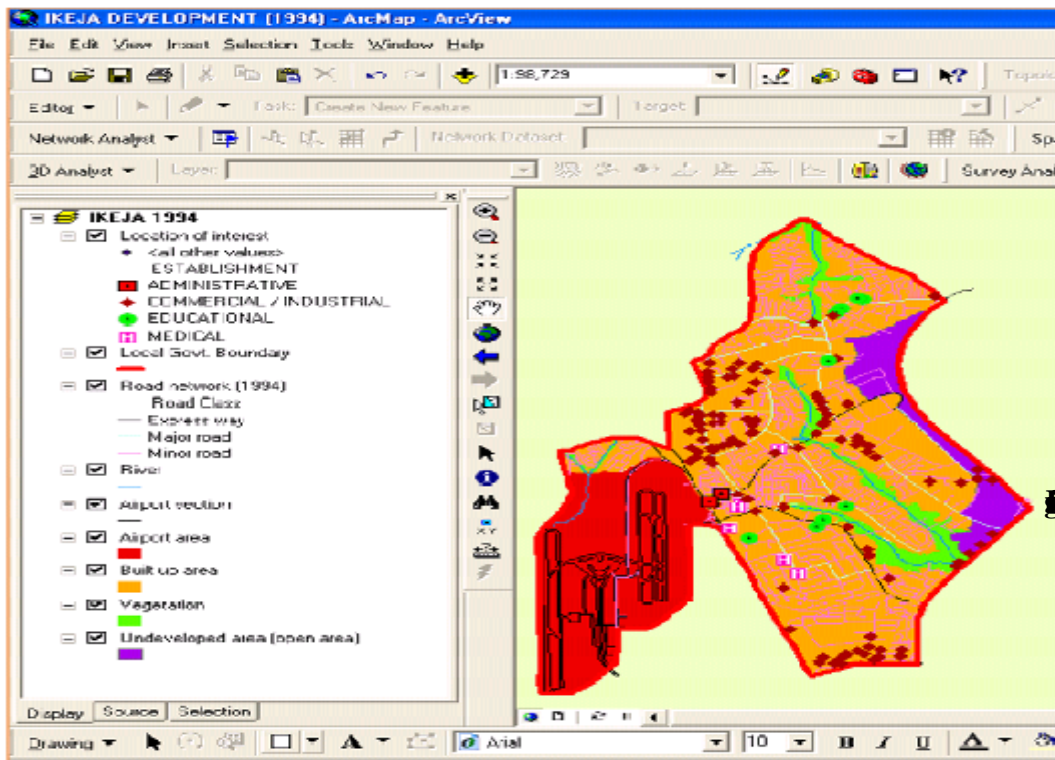 IKEJA DEVELOPMENT (1994) - ArcMap - ArcView
File Edit View Insert Selection Tools Window Help
1:98,729
Editor Task: Create New Feature Target:
Network Analyst Network Dataset:
3D Analyst Layer: Survey Anal
IKEJA 1994
Location of interest
<all other values>
ESTABLISHMENT
ADMINISTRATIVE
COMMERCIAL / INDUSTRIAL
EDUCATIONAL
MEDICAL
Local Govt. Boundary
Road network (1994)
Road Class
Express way
Major road
Minor road
River
Airport section
Airport area
Built up area
Vegetation
Undeveloped area (open area)
Display Source Selection
Drawing A Arial 10 B I U A